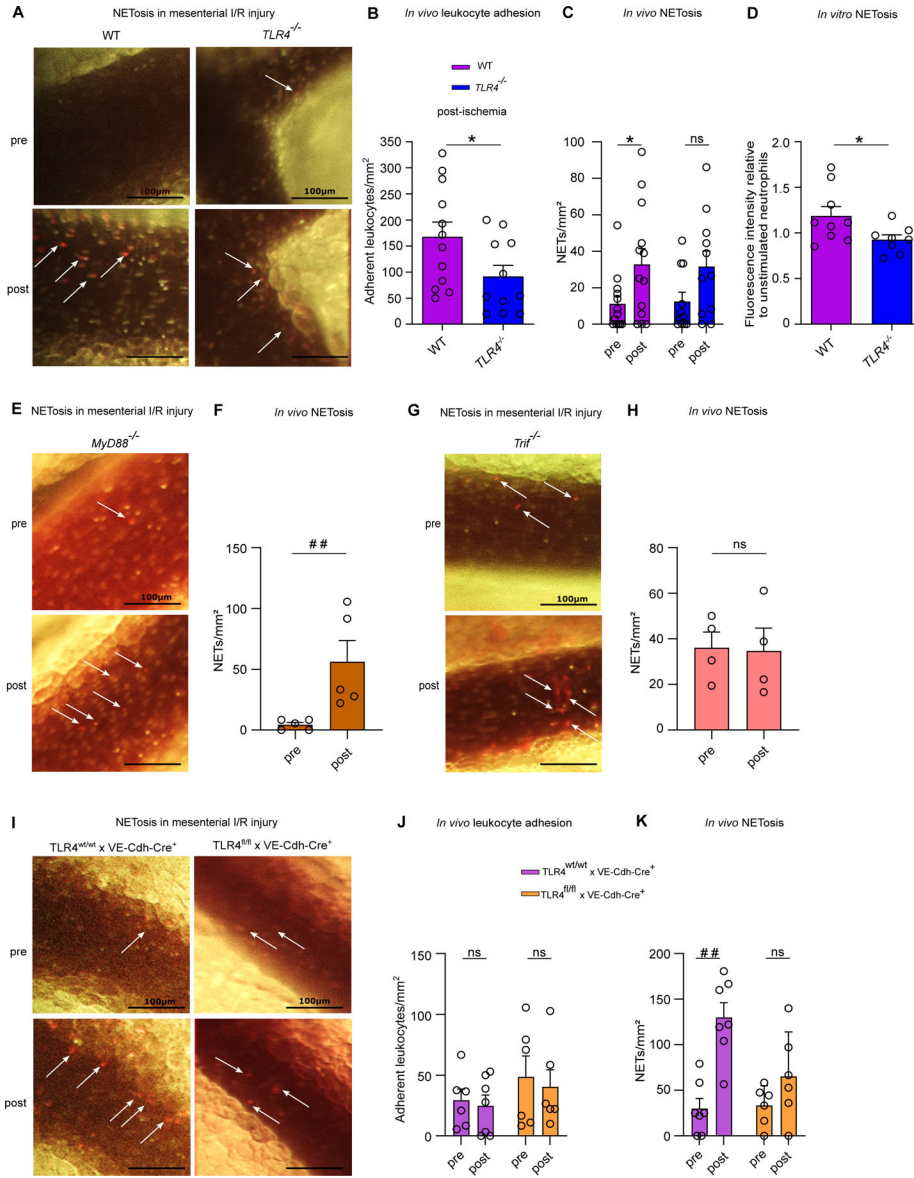 A
NETosis in mesenterial I/R injury
WT
TLR4-/-
pre
100µm
100µm
post
B
In vivo leukocyte adhesion
post-ischemia
*
Adherent leukocytes/mm²
350
300
250
200
150
100
50
0
WT
TLR4-/-
C
In vivo NETosis
WT
TLR4-/-
*
ns
NETs/mm²
100
80
60
40
20
0
pre
post
pre
post
D
In vitro NETosis
*
Fluorescence intensity relative
to unstimulated neutrophils
2.0
1.5
1.0
0.5
0
WT
TLR4-/-
E
NETosis in mesenterial I/R injury
MyD88-/-
pre
100µm
post
F
In vivo NETosis
##
NETs/mm²
150
100
50
0
pre
post
G
NETosis in mesenterial I/R injury
Trif-/-
pre
100µm
post
H
In vivo NETosis
ns
NETs/mm²
80
60
40
20
0
pre
post
I
NETosis in mesenterial I/R injury
TLR4wt/wt x VE-Cdh-Cre+
TLR4fl/fl x VE-Cdh-Cre+
pre
100µm
100µm
post
J
In vivo leukocyte adhesion
TLR4wt/wt x VE-Cdh-Cre+
TLR4fl/fl x VE-Cdh-Cre+
ns
ns
Adherent leukocytes/mm²
150
100
50
0
pre
post
pre
post
K
In vivo NETosis
##
ns
NETs/mm²
200
150
100
50
0
pre
post
pre
post